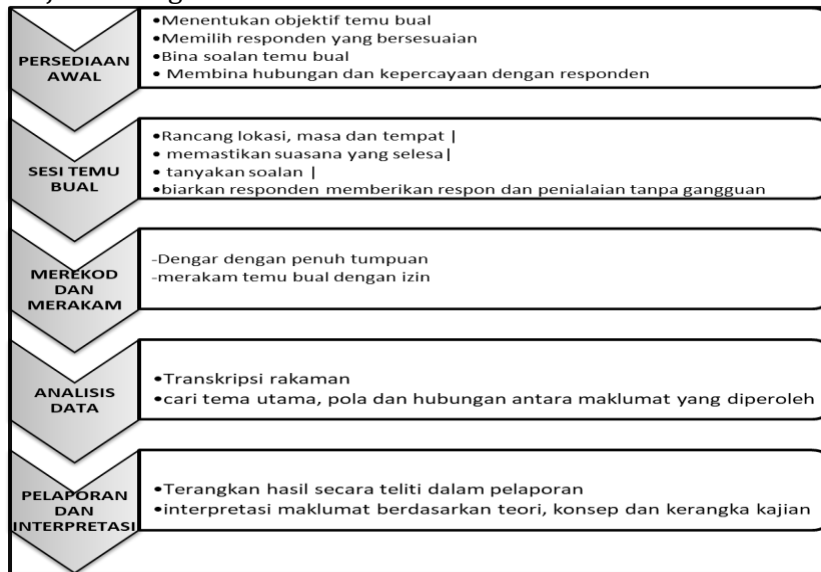 PERSEDIAAN
AWAL
•Menentukan objektif temu bual
•Memilih responden yang bersesuaian
•Bina soalan temu bual
• Membina hubungan dan kepercayaan dengan responden
SESI TEMU
BUAL
•Rancang lokasi, masa dan tempat |
• memastikan suasana yang selesa|
• tanyakan soalan |
•biarkan responden memberikan respon dan penialaian tanpa gangguan
MEREKOD
DAN
MERAKAM
-Dengar dengan penuh tumpuan
-merakam temu bual dengan izin
ANALISIS
DATA
•Transkripsi rakaman
•cari tema utama, pola dan hubungan antara maklumat yang diperoleh
PELAPORAN
DAN
INTERPRETASI
•Terangkan hasil secara teliti dalam pelaporan
•interpretasi maklumat berdasarkan teori, konsep dan kerangka kajian